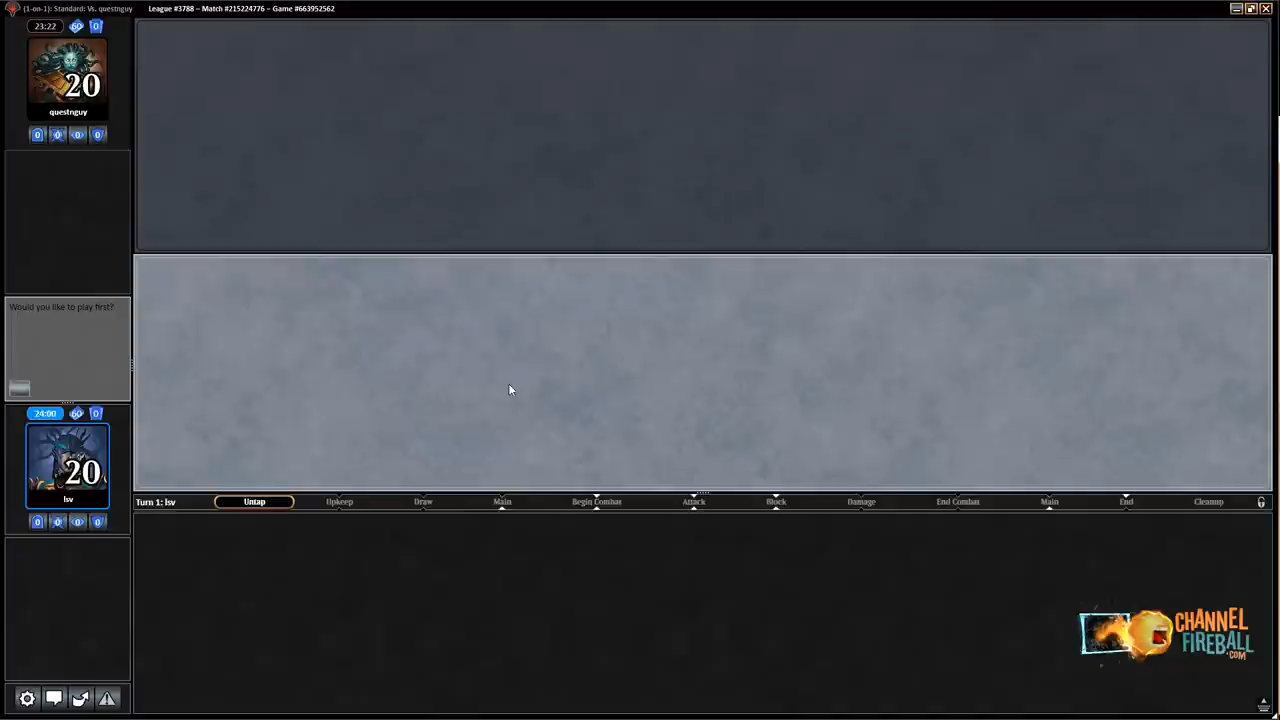 (1-on-1): Standard: Vs. questnguy
League #3788 – Match #215224776 – Game #663952562
23:22
60
0
20
questnguy
0
0
0
0
Would you like to play first?
24:00
60
0
20
lsv
Turn 1: lsv
Untap
Upkeep
Draw
Main
Begin Combat
Attack
Block
Damage
End Combat
Main
End
Cleanup
0
0
0
0
CHANNEL
FIREBALL
.COM